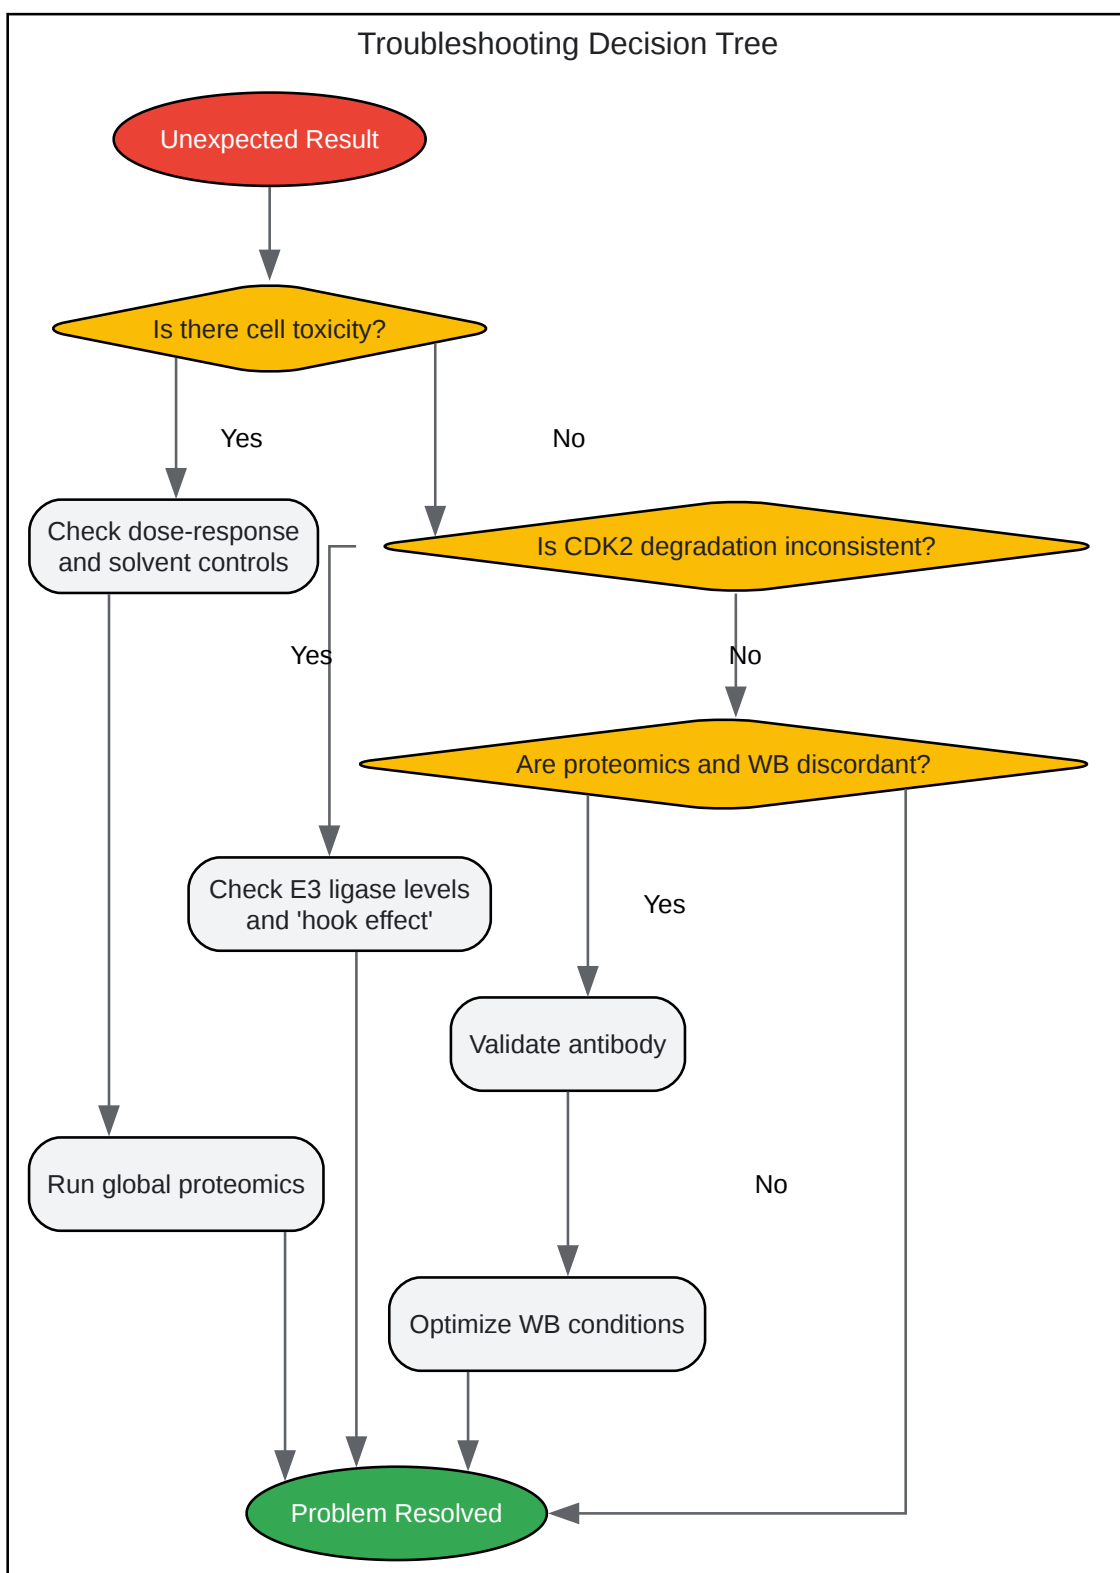 Troubleshooting Decision Tree
Unexpected Result
Is there cell toxicity?
Yes
No
Check dose-response
and solvent controls
Is CDK2 degradation inconsistent?
Yes
No
Are proteomics and WB discordant?
Check E3 ligase levels
and 'hook effect'
Yes
Validate antibody
Run global proteomics
No
Optimize WB conditions
Problem Resolved